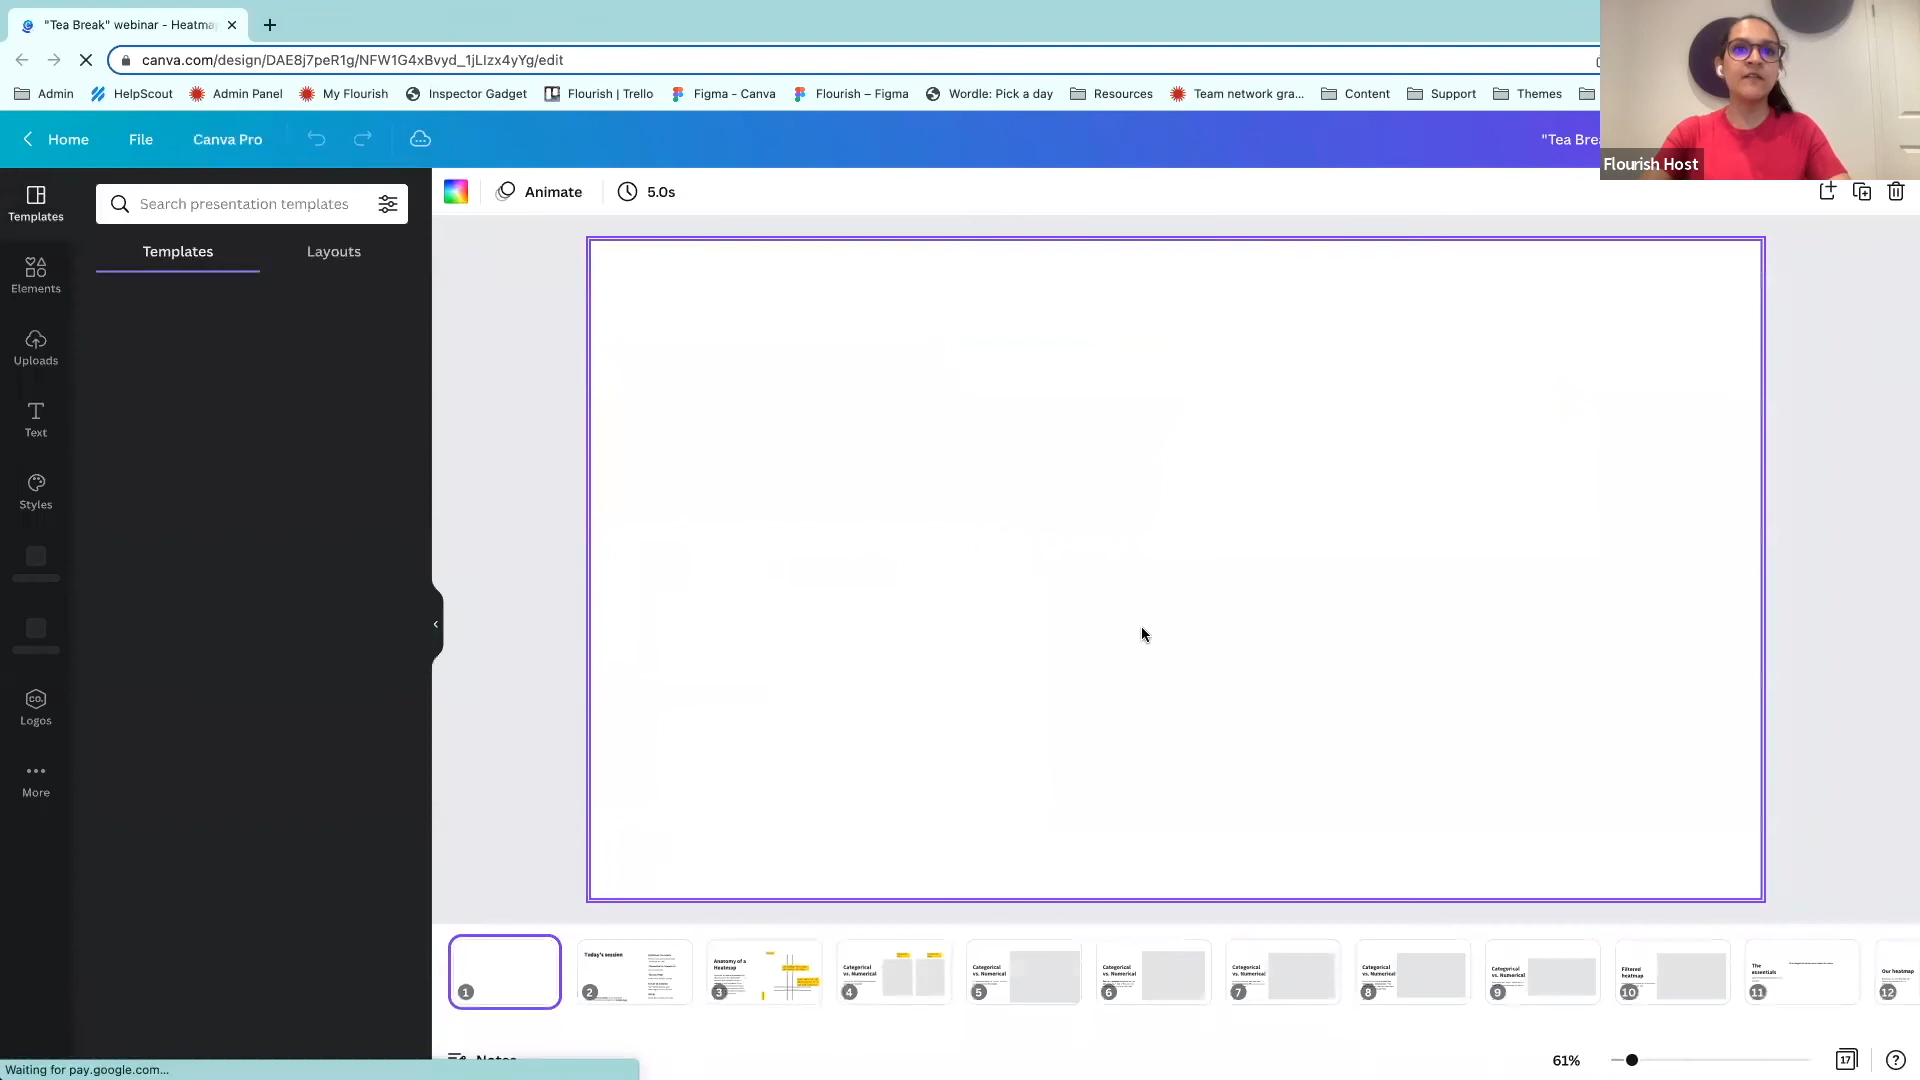 "Tea Break" webinar - Heatma
canva.com/design/DAE8j7peR1g/NFW1G4xBvyd_1jLIzx4yYg/edit
Admin HelpScout Admin Panel My Flourish Inspector Gadget Flourish | Trello Figma - Canva Flourish – Figma Wordle: Pick a day Resources Team network gra... Content Support Themes
Home File Canva Pro "Tea Brea
Flourish Host
Templates
Search presentation templates
Animate 5.0s
Templates Layouts
Elements
Uploads
Text
Styles
Logos
More
1
Today's session
2
Anatomy of a
Heatmap
3
Categorical
vs. Numerical
4
Categorical
vs. Numerical
5
Categorical
vs. Numerical
6
Categorical
vs. Numerical
7
Categorical
vs. Numerical
8
Categorical
vs. Numerical
9
Filtered
heatmap
10
The
essentials
11
Our heatmap
12
Notes
61%
17
Waiting for pay.google.com...